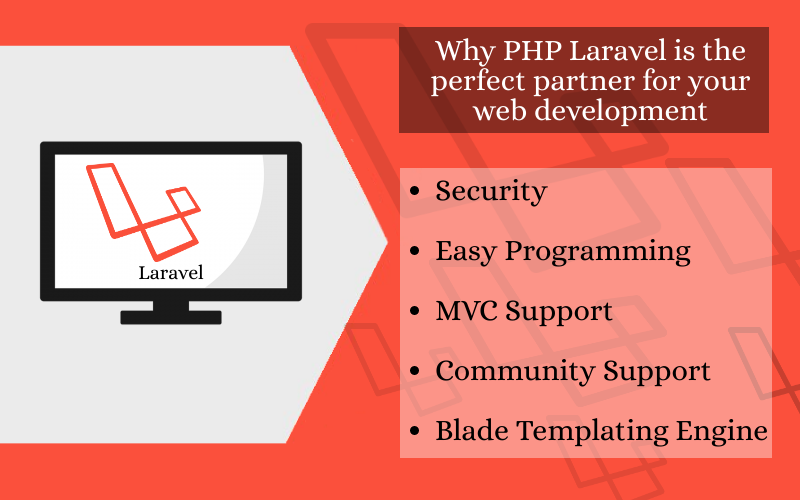 Why PHP Laravel is the
perfect partner for your
web development
Laravel
• Security
• Easy Programming
• MVC Support
• Community Support
• Blade Templating Engine